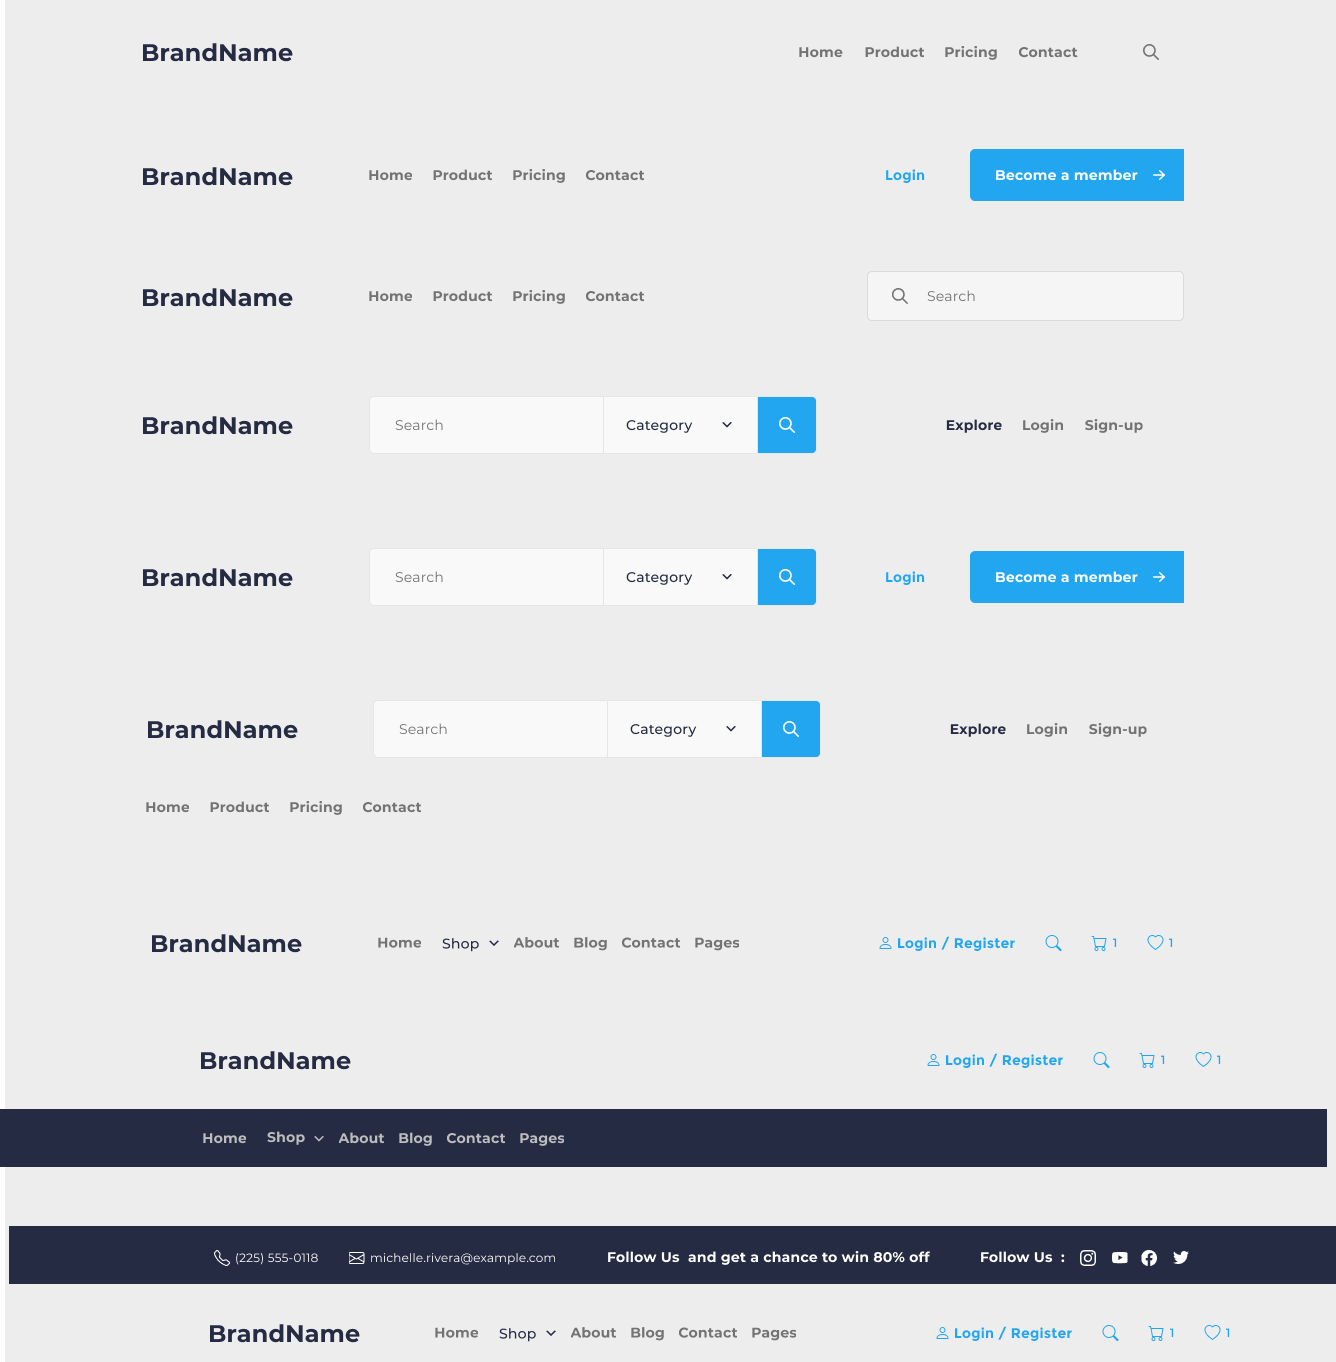 BrandName Home Product Pricing Contact
BrandName Home Product Pricing Contact Login Become a member
BrandName Home Product Pricing Contact Search
BrandName Search Category Explore Login Sign-up
BrandName Search Category Login Become a member
BrandName Search Category Explore Login Sign-up
Home Product Pricing Contact
BrandName Home Shop About Blog Contact Pages Login / Register 1 1
BrandName Login / Register 1 1
Home Shop About Blog Contact Pages
(225) 555-0118 michelle.rivera@example.com Follow Us and get a chance to win 80% off Follow Us :
BrandName Home Shop About Blog Contact Pages Login / Register 1 1